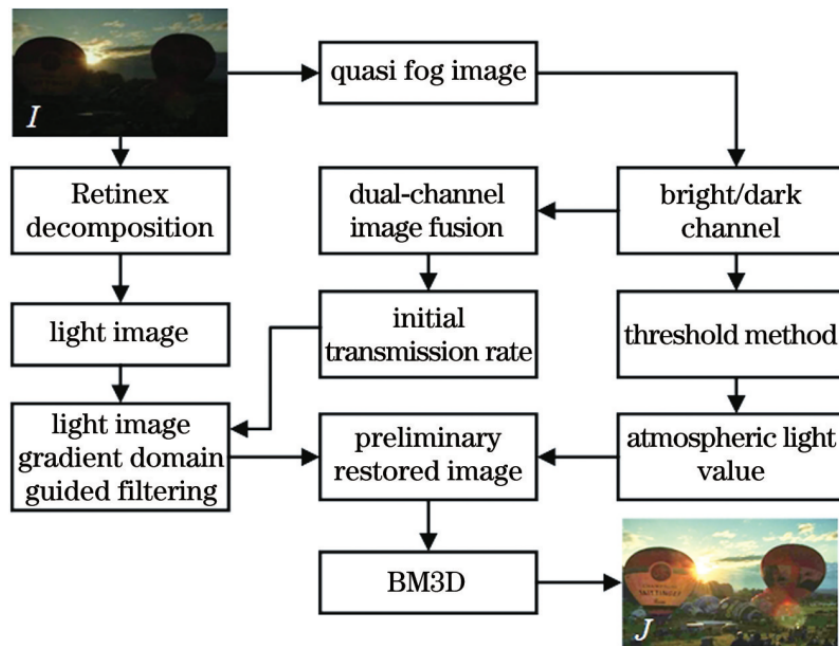 I
quasi fog image
Retinex
decomposition
dual-channel
image fusion
bright/dark
channel
light image
initial
transmission rate
threshold method
light image
gradient domain
guided filtering
preliminary
restored image
atmospheric light
value
BM3D
J